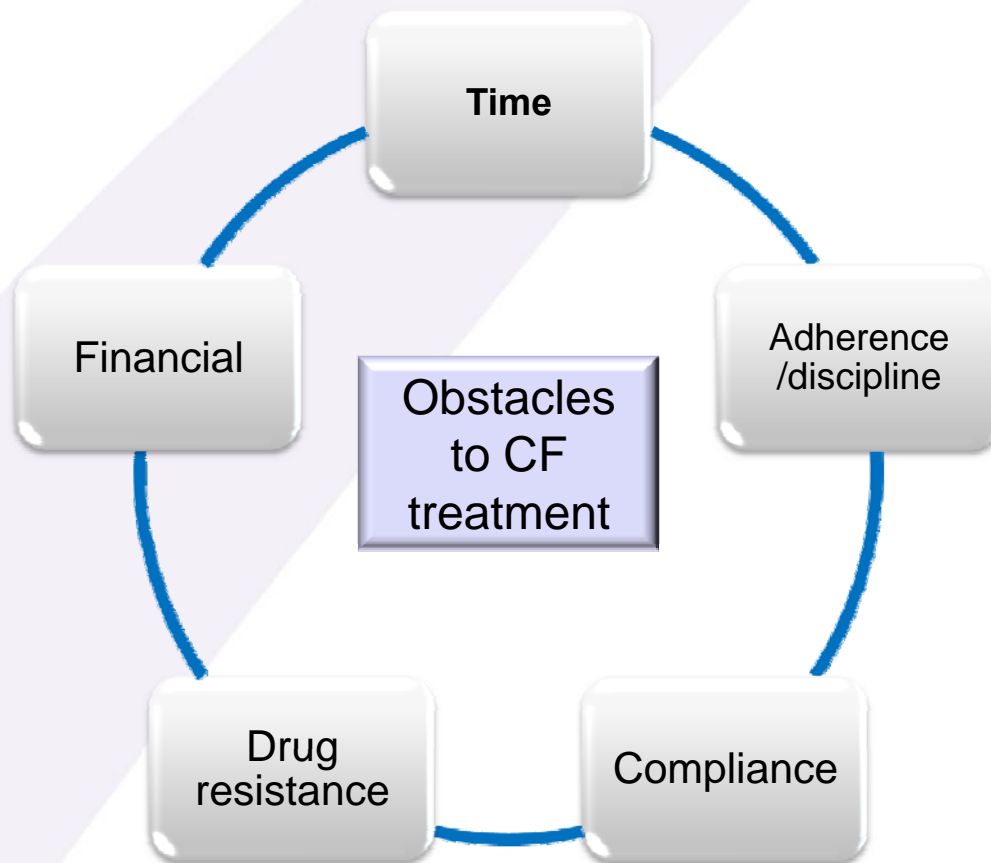 Time
Financial
Adherence
/discipline
Obstacles
to CF
treatment
Drug
resistance
Compliance